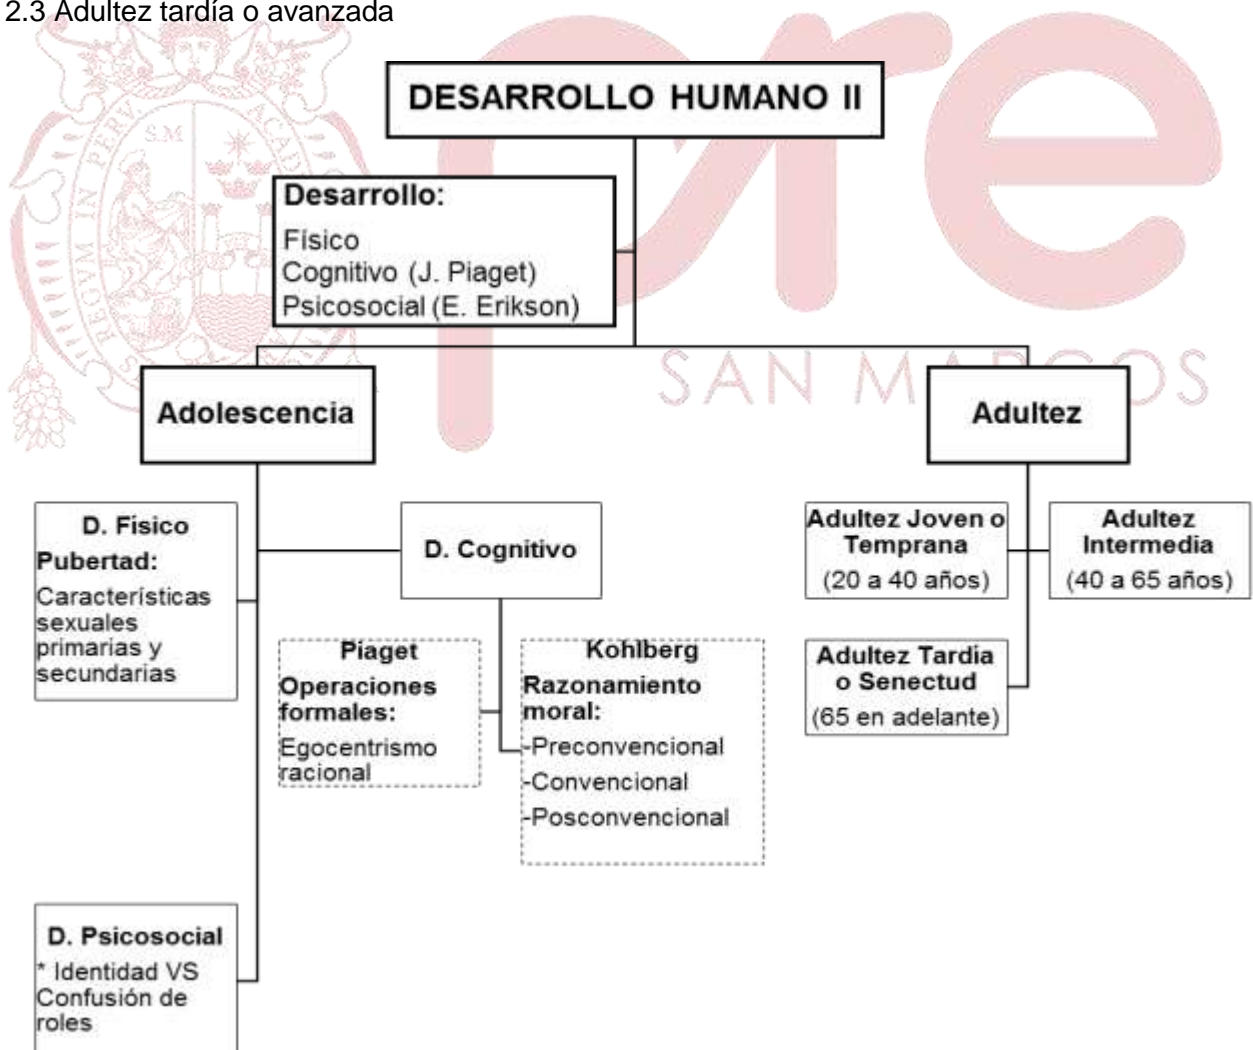 2.3 Adultez tardía o avanzada
DESARROLLO HUMANO II
Desarrollo:
Físico
Cognitivo (J. Piaget)
Psicosocial (E. Erikson)
SAN MARCOS
Adolescencia
Adultez
D. Físico
Pubertad:
Características
sexuales
primarias y
secundarias
D. Cognitivo
Piaget
Operaciones
formales:
Egocentrismo
racional
Kohlberg
Razonamiento
moral:
-Preconvencional
-Convencional
-Posconvencional
D. Psicosocial
* Identidad VS
Confusión de
roles
Adultez Joven o
Temprana
(20 a 40 años)
Adultez
Intermedia
(40 a 65 años)
Adultez Tardía
o Senectud
(65 en adelante)
pre
S.M